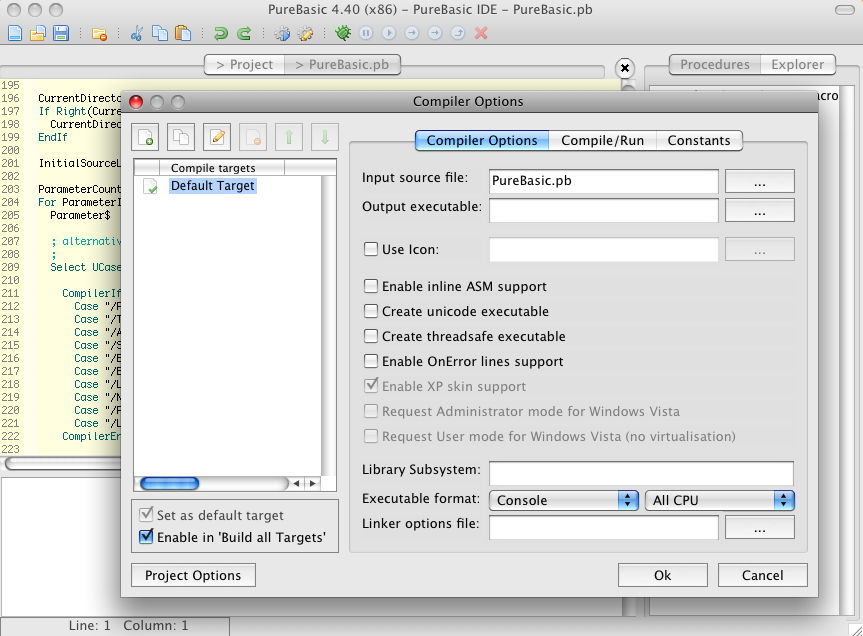 PureBasic 4.40 (x86) - PureBasic IDE - PureBasic.pb
> Project > PureBasic.pb
Procedures Explorer
195
196 CurrentDirecto
197 If Right(Curre
198 CurrentDirec
199 EndIf
200
201 InitialSourceL
202
203 ParameterCount
204 For ParameterI
205 Parameter$
206
207 ; alternativ
208 ;
209 Select UCase
210
211 CompilerIf
212 Case "/F
213 Case "/T
214 Case "/A
215 Case "/S
216 Case "/E
217 Case "/E
218 Case "/L
219 Case "/N
220 Case "/P
221 Case "/L
222 CompilerEn
223
acro
Compiler Options
Compile targets
Default Target
Set as default target
Enable in 'Build all Targets'
Compiler Options Compile/Run Constants
Input source file: PureBasic.pb ...
Output executable: ...
Use Icon: ...
Enable inline ASM support
Create unicode executable
Create threadsafe executable
Enable OnError lines support
Enable XP skin support
Request Administrator mode for Windows Vista
Request User mode for Windows Vista (no virtualisation)
Library Subsystem:
Executable format: Console All CPU
Linker options file: ...
Project Options Ok Cancel
Line: 1 Column: 1